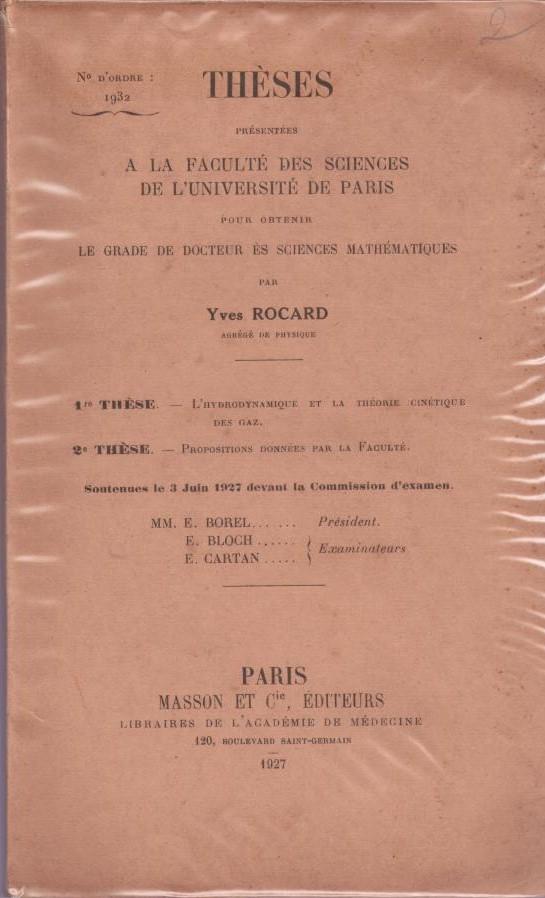 2
Nº D'ORDRE :
1932
THÈSES
PRÉSENTÉES
A LA FACULTÉ DES SCIENCES
DE L'UNIVERSITÉ DE PARIS
POUR OBTENIR
LE GRADE DE DOCTEUR ÈS SCIENCES MATHÉMATIQUES
PAR
Yves ROCARD
AGRÉGÉ DE PHYSIQUE
1re THÈSE. — L'HYDRODYNAMIQUE ET LA THÉORIE CINÉTIQUE
DES GAZ.
2e THÈSE. — PROPOSITIONS DONNÉES PAR LA FACULTÉ.
Soutenues le 3 Juin 1927 devant la Commission d'examen.
MM. E. BOREL...... Président.
E. BLOCH ......
E. CARTAN ..... } Examinateurs
PARIS
MASSON ET Cie, ÉDITEURS
LIBRAIRES DE L'ACADÉMIE DE MÉDECINE
120, BOULEVARD SAINT-GERMAIN
1927